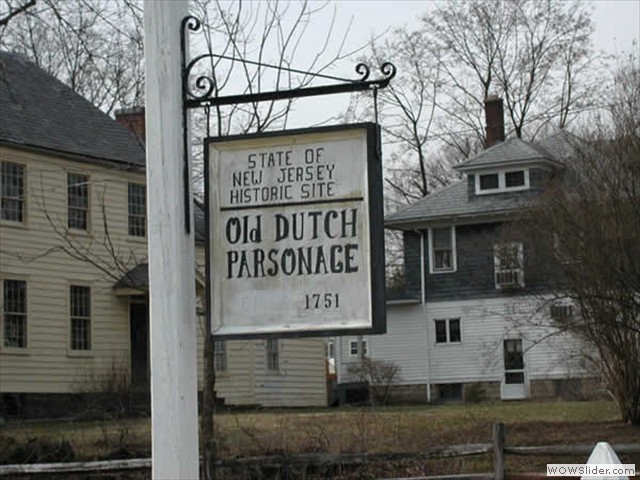 STATE OF
NEW JERSEY
HISTORIC SITE
Old DUTCH
PARSONAGE
1751
WOWSlider.com